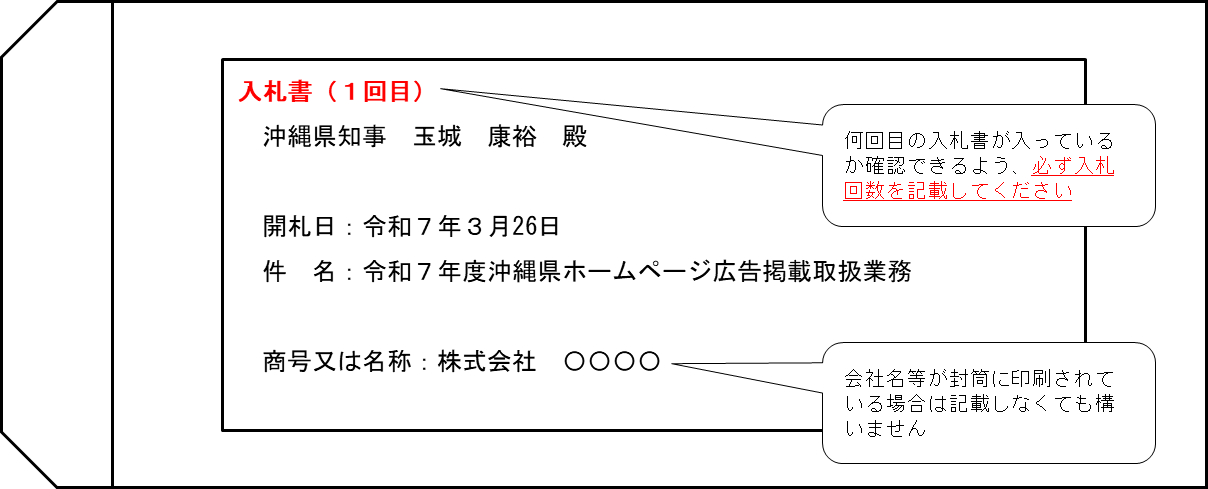 入札書（１回目）
沖縄県知事　玉城　康裕　殿
何回目の入札書が入っている
か確認できるよう、必ず入札
回数を記載してください
開札日：令和７年３月26日
件　名：令和７年度沖縄県ホームページ広告掲載取扱業務
商号又は名称：株式会社　〇〇〇〇
会社名等が封筒に印刷されて
いる場合は記載しなくても構
いません